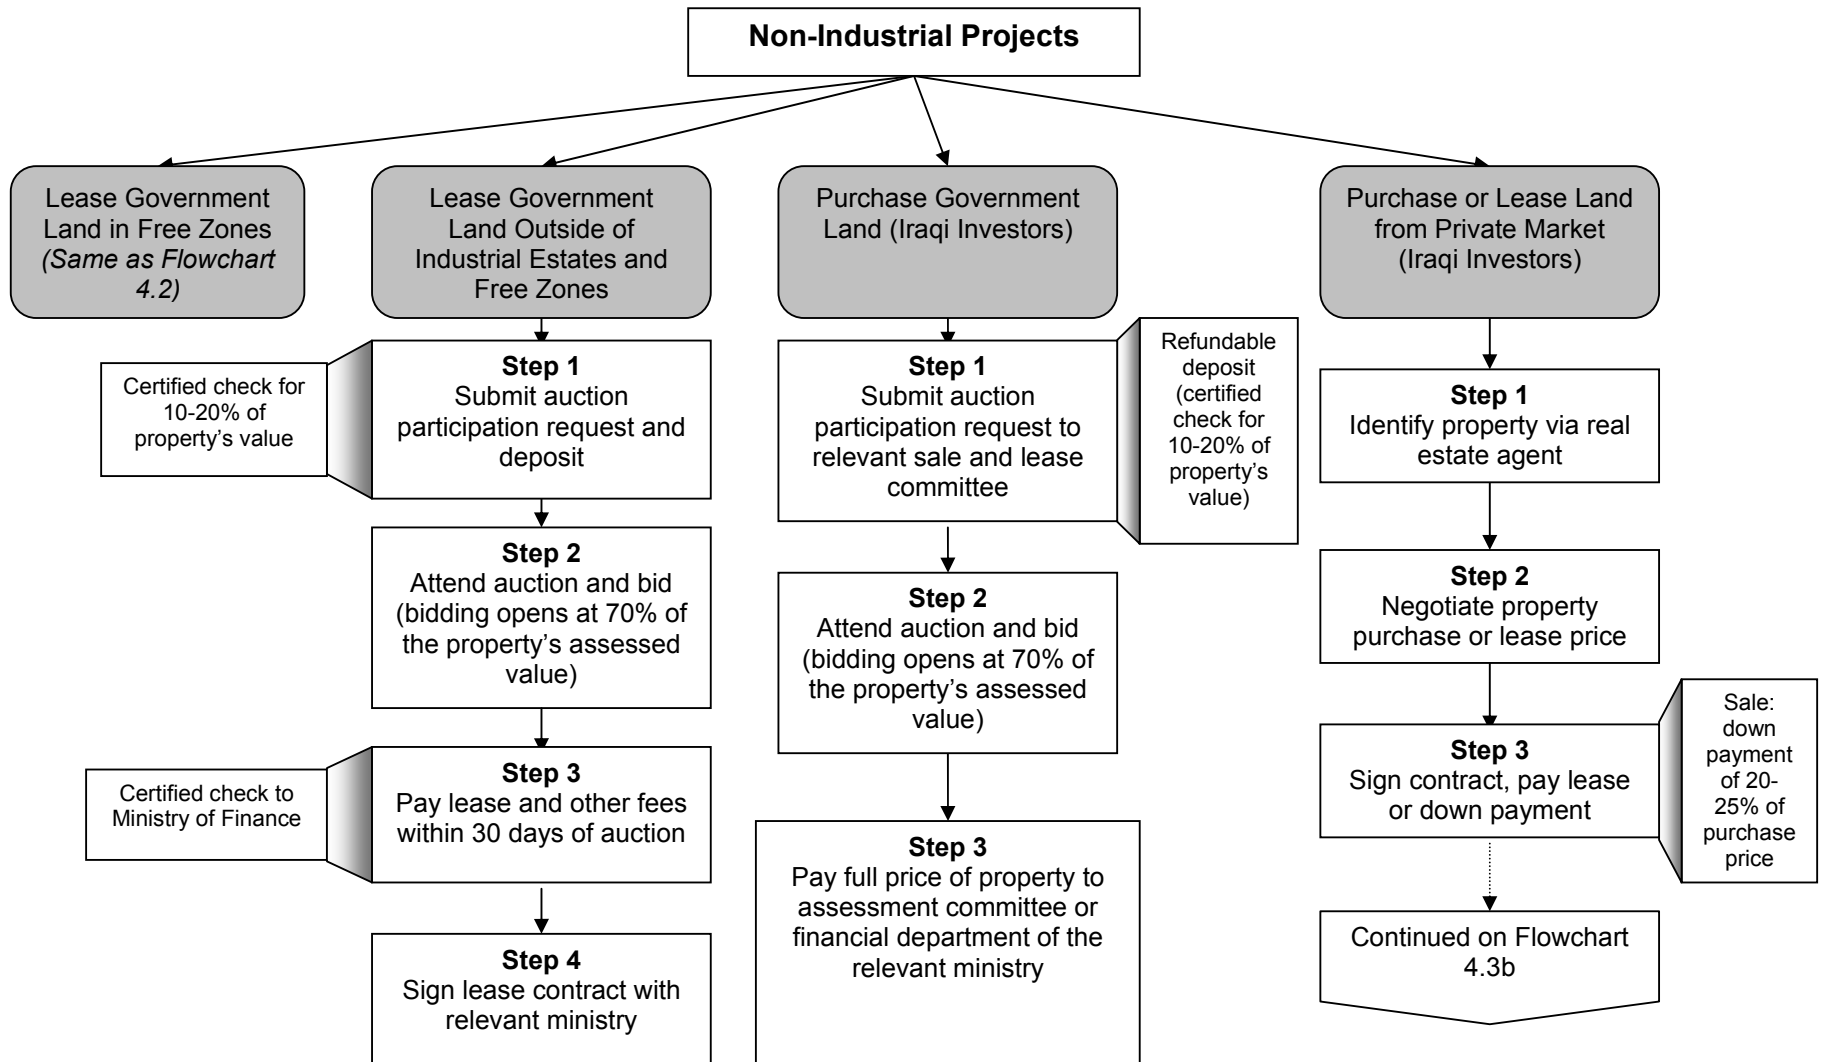 Non-Industrial Projects
Lease Government
Land in Free Zones
(Same as Flowchart
4.2)
Lease Government
Land Outside of
Industrial Estates and
Free Zones
Purchase Government
Land (Iraqi Investors)
Purchase or Lease Land
from Private Market
(Iraqi Investors)
Certified check for
10-20% of
property’s value
Step 1
Submit auction
participation request and
deposit
Step 2
Attend auction and bid
(bidding opens at 70% of
the property’s assessed
value)
Certified check to
Ministry of Finance
Step 3
Pay lease and other fees
within 30 days of auction
Step 4
Sign lease contract with
relevant ministry
Step 1
Submit auction
participation request to
relevant sale and lease
committee
Refundable
deposit
(certified
check for
10-20% of
property’s
value)
Step 2
Attend auction and bid
(bidding opens at 70% of
the property’s assessed
value)
Step 3
Pay full price of property to
assessment committee or
financial department of the
relevant ministry
Step 1
Identify property via real
estate agent
Step 2
Negotiate property
purchase or lease price
Step 3
Sign contract, pay lease
or down payment
Sale:
down
payment
of 20-
25% of
purchase
price
Continued on Flowchart
4.3b